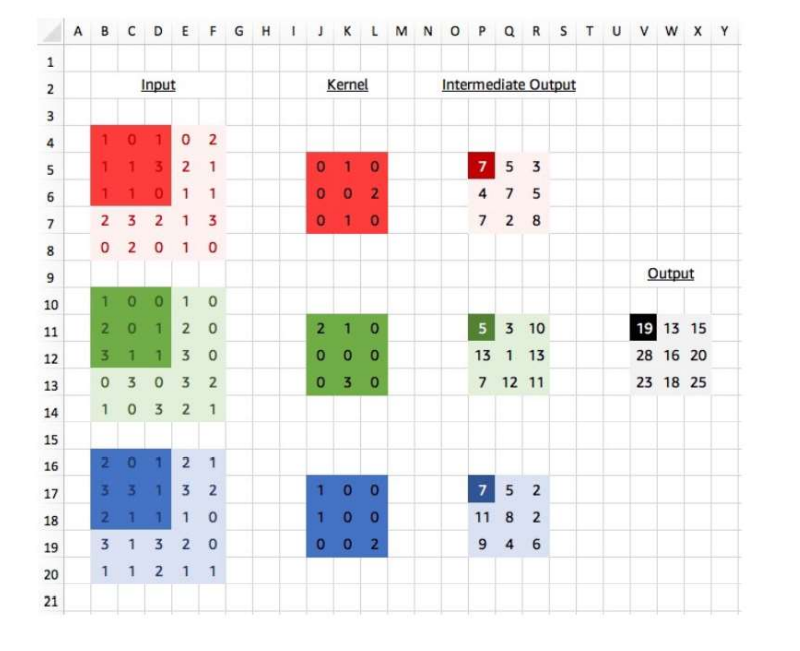 A B C D E F G H I J K L M N O P Q R S T U V W X Y
1
2 Input Kernel Intermediate Output
3
4 1 0 1 0 2
5 1 1 3 2 1 0 1 0 7 5 3
6 1 1 0 1 1 0 0 2 4 7 5
7 2 3 2 1 3 0 1 0 7 2 8
8 0 2 0 1 0
9 Output
10 1 0 0 1 0
11 2 0 1 2 0 2 1 0 5 3 10 19 13 15
12 3 1 1 3 0 0 0 0 13 1 13 28 16 20
13 0 3 0 3 2 0 3 0 7 12 11 23 18 25
14 1 0 3 2 1
15
16 2 0 1 2 1
17 3 3 1 3 2 1 0 0 7 5 2
18 2 1 1 1 0 1 0 0 11 8 2
19 3 1 3 2 0 0 0 2 9 4 6
20 1 1 2 1 1
21